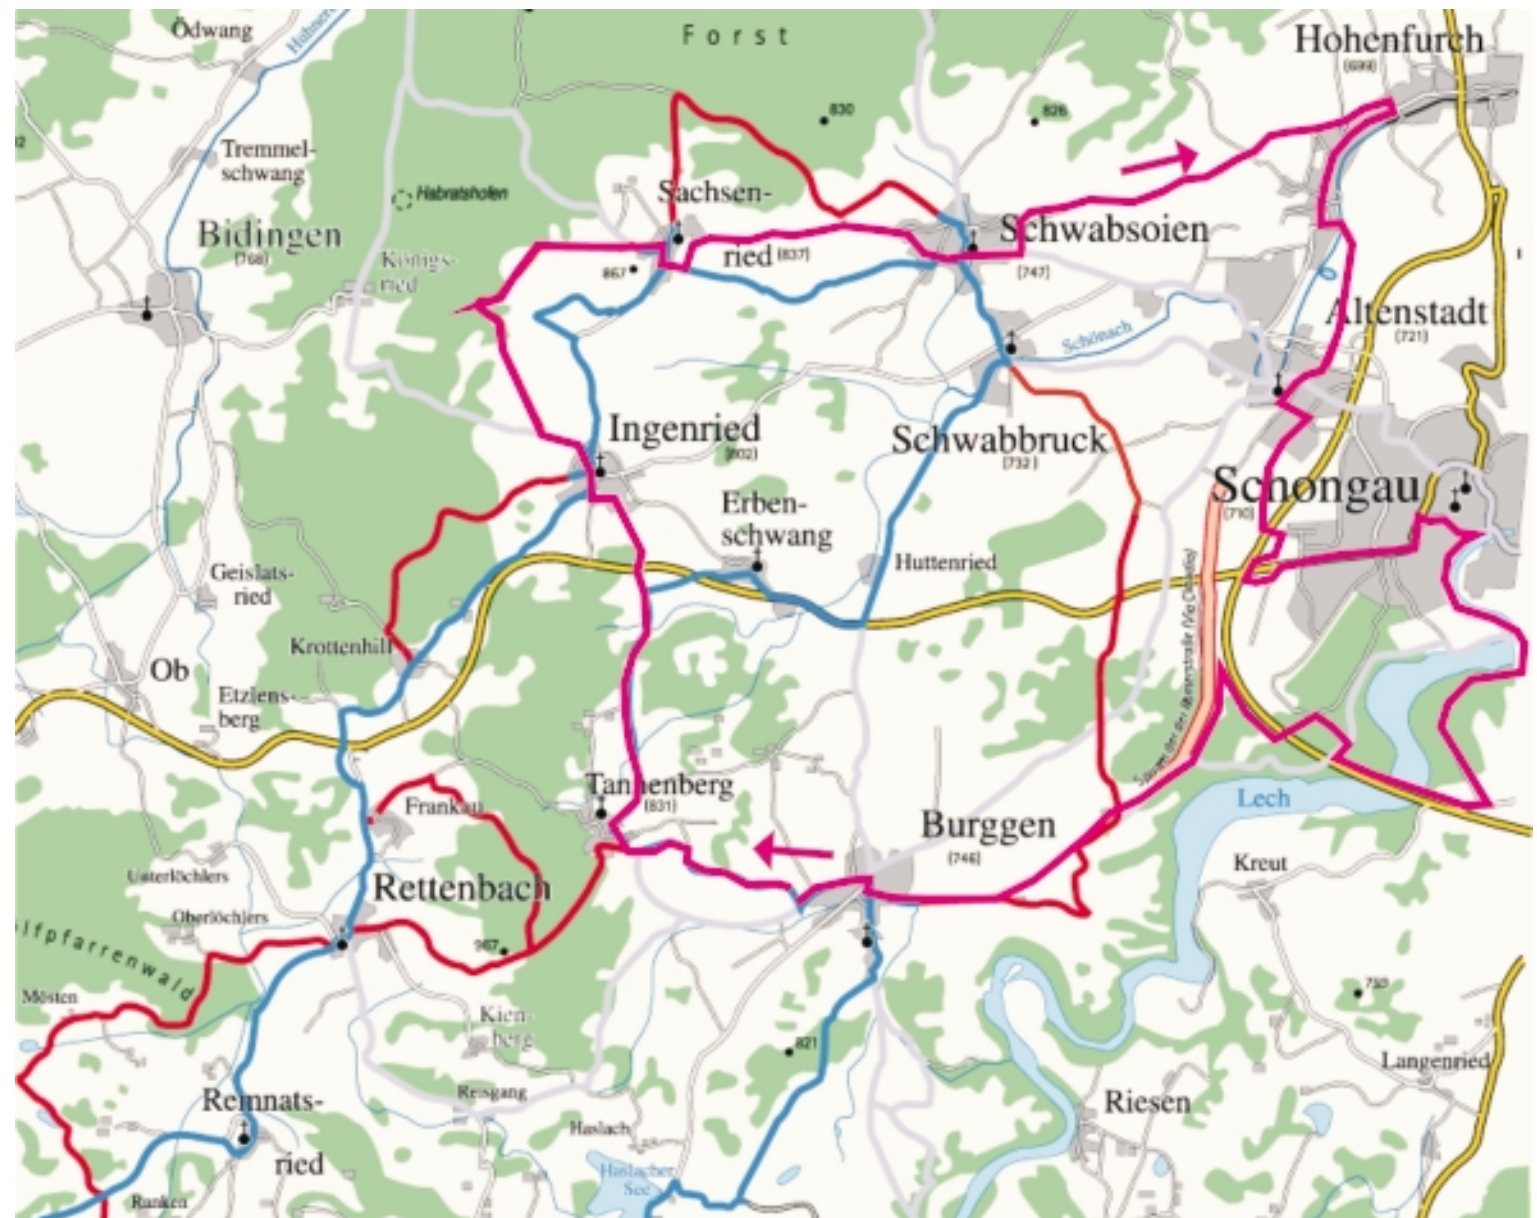 Ödwang
Forst
Hohenfurch
(699)
830
826
Tremmel-
schwang
Habratshofen
Sachsen-
ried (837)
Schwabsoien
(747)
Bidingen
(768)
Königs-
ried
867
Altenstadt
(721)
Schönach
Ingenried
(802)
Schwabbruck
(732)
Schongau
(710)
Erben-
schwang
Huttenried
Geislats-
ried
Krottenhill
Ob
Etzlens-
berg
Tannenberg
(831)
Frankau
Lech
Burggen
(746)
Kreut
Unterlöchlers
Rettenbach
Oberlöchlers
967
Mösten
Kien-
berg
821
759
Langenried
Remnats-
ried
Reisgang
Riesen
Haslach
Haslacher
See
Ranken